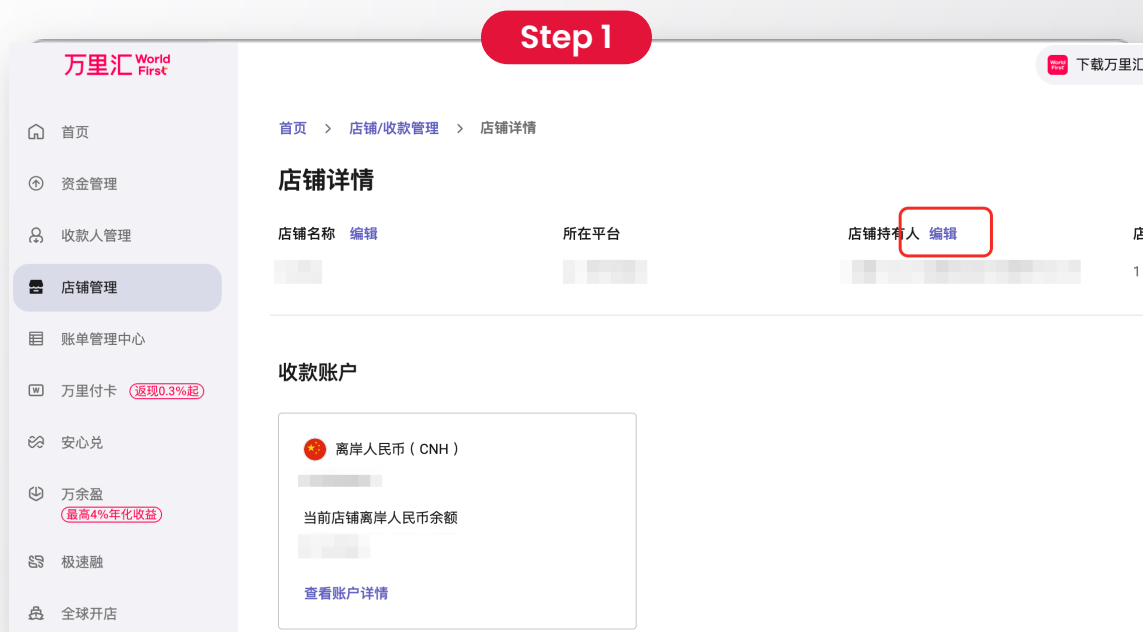 Step 1
万里汇 World First
World First 下载万里汇
首页
资金管理
收款人管理
店铺管理
账单管理中心
万里付卡 返现0.3%起
安心兑
万余盈
最高4%年化收益
极速融
全球开店
首页 > 店铺/收款管理 > 店铺详情
店铺详情
店铺名称 编辑
所在平台
店铺持有人 编辑
店
1
收款账户
离岸人民币 ( CNH )
当前店铺离岸人民币余额
查看账户详情